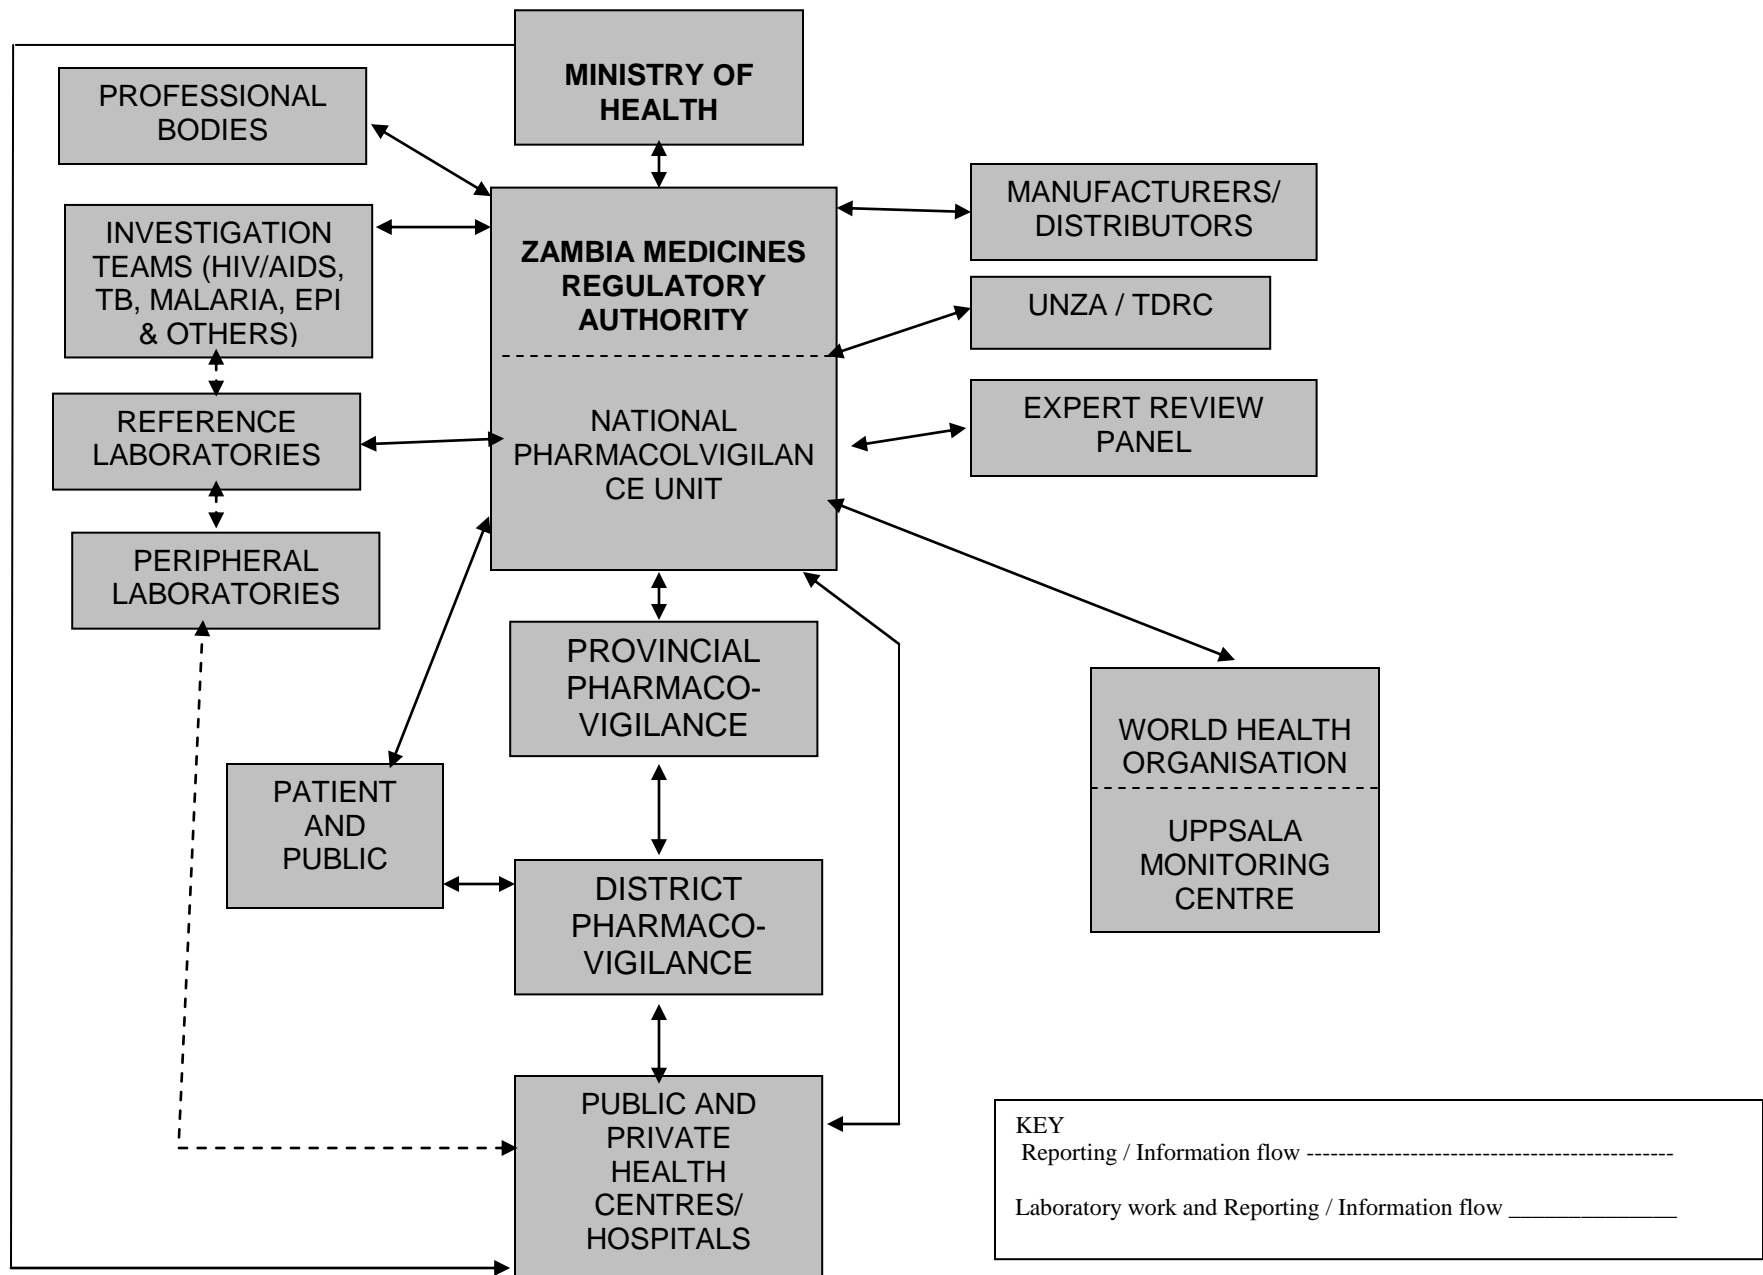 MINISTRY OF
HEALTH
PROFESSIONAL
BODIES
INVESTIGATION
TEAMS (HIV/AIDS,
TB, MALARIA, EPI
& OTHERS)
REFERENCE
LABORATORIES
PERIPHERAL
LABORATORIES
ZAMBIA MEDICINES
REGULATORY
AUTHORITY
NATIONAL
PHARMACOLVIGILAN
CE UNIT
MANUFACTURERS/
DISTRIBUTORS
UNZA / TDRC
EXPERT REVIEW
PANEL
PROVINCIAL
PHARMACO-
VIGILANCE
PATIENT
AND
PUBLIC
DISTRICT
PHARMACO-
VIGILANCE
WORLD HEALTH
ORGANISATION
UPPSALA
MONITORING
CENTRE
PUBLIC AND
PRIVATE
HEALTH
CENTRES/
HOSPITALS
KEY
Reporting / Information flow ----------------------------------------------
Laboratory work and Reporting / Information flow ______________